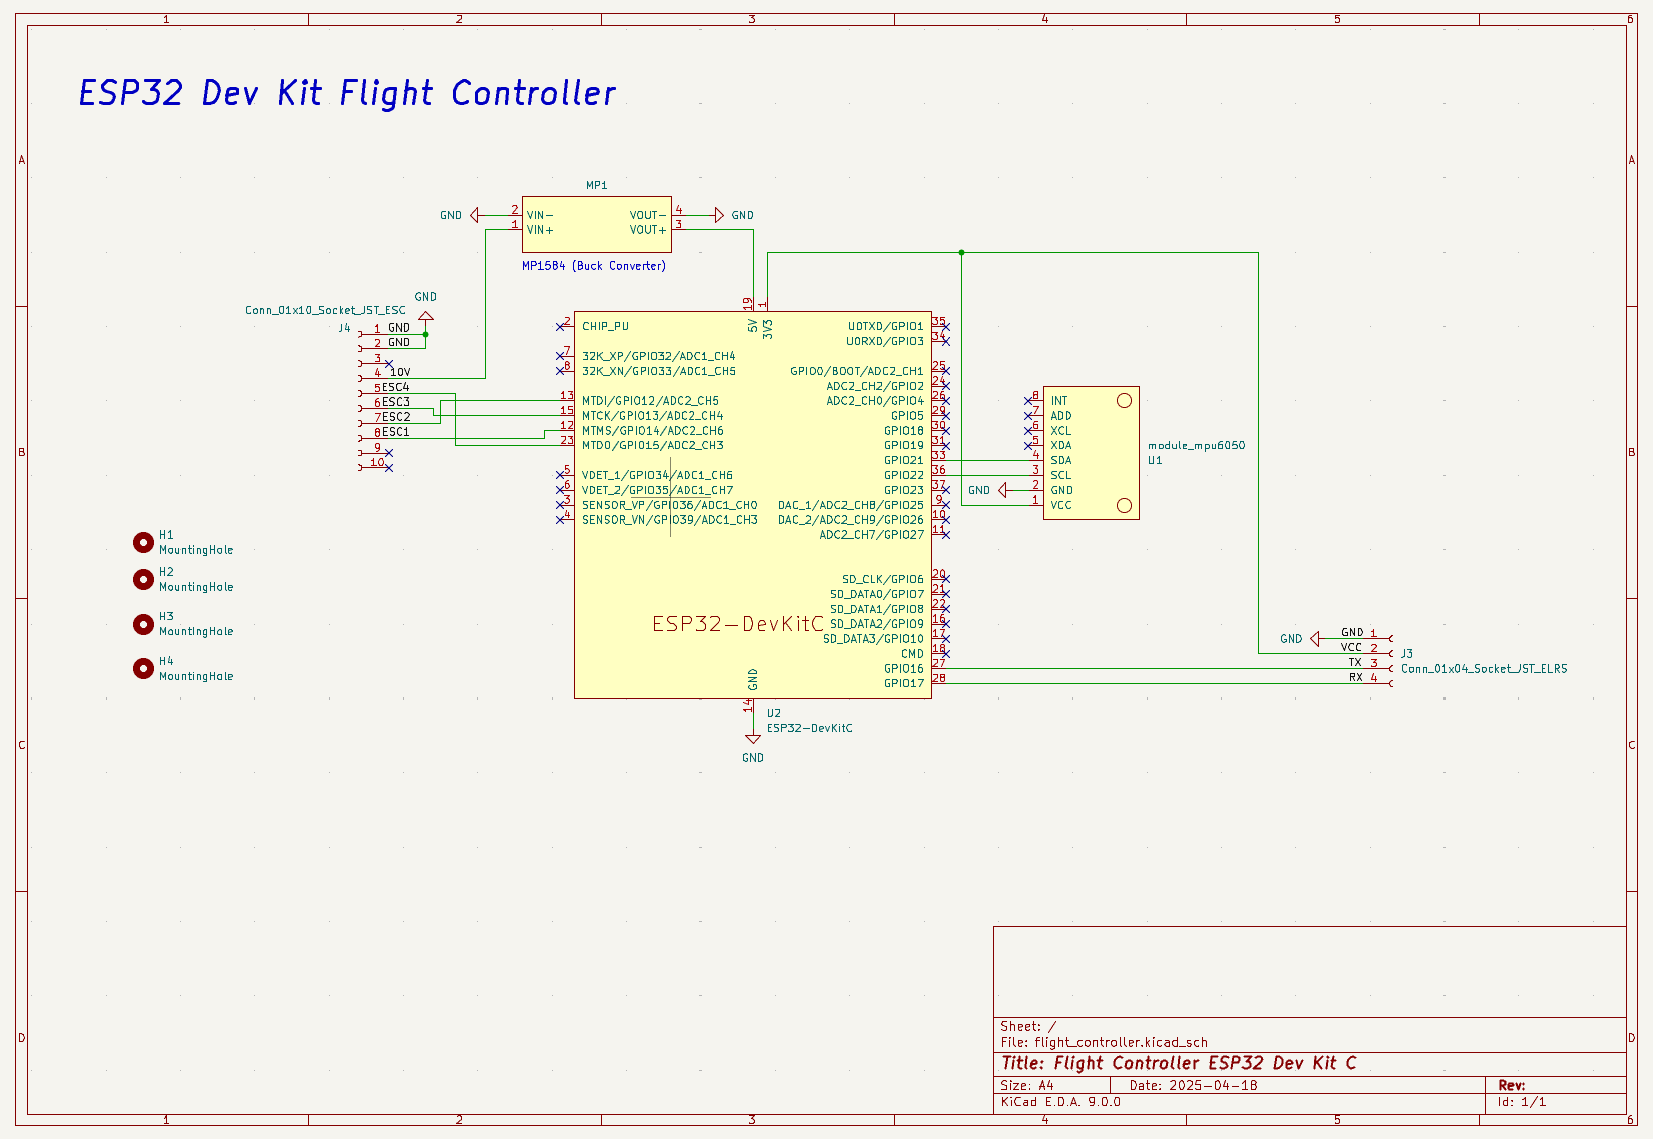 1 2 3 4 5 6
ESP32 Dev Kit Flight Controller
A A
MP1
GND 2 VIN- VOUT- 4 GND
1 VIN+ VOUT+ 3
MP1584 (Buck Converter)
GND
Conn_01x10_Socket_JST_ESC
J4
1 GND
2 GND
3
4 10V
5 ESC4
6 ESC3
7 ESC2
8 ESC1
9
10
19 1
5V 3V3
2 CHIP_PU
7 32K_XP/GPIO32/ADC1_CH4
8 32K_XN/GPIO33/ADC1_CH5
13 MTDI/GPIO12/ADC2_CH5
15 MTCK/GPIO13/ADC2_CH4
12 MTMS/GPIO14/ADC2_CH6
23 MTDO/GPIO15/ADC2_CH3
5 VDET_1/GPIO34/ADC1_CH6
6 VDET_2/GPIO35/ADC1_CH7
3 SENSOR_VP/GPIO36/ADC1_CH0
4 SENSOR_VN/GPIO39/ADC1_CH3
U0TXD/GPIO1 35
U0RXD/GPIO3 34
GPIO0/BOOT/ADC2_CH1 25
ADC2_CH2/GPIO2 24
ADC2_CH0/GPIO4 26
GPIO5 29
GPIO18 30
GPIO19 31
GPIO21 33
GPIO22 36
GPIO23 37
DAC_1/ADC2_CH8/GPIO25 9
DAC_2/ADC2_CH9/GPIO26 10
ADC2_CH7/GPIO27 11
SD_CLK/GPIO6 20
SD_DATA0/GPIO7 21
SD_DATA1/GPIO8 22
SD_DATA2/GPIO9 16
SD_DATA3/GPIO10 17
CMD 18
GPIO16 27
GPIO17 28
ESP32-DevKitC
GND
14
U2
ESP32-DevKitC
GND
8 INT
7 ADD
6 XCL
5 XDA
4 SDA
3 SCL
GND 2 GND
1 VCC
module_mpu6050
U1
B B
H1
MountingHole
H2
MountingHole
H3
MountingHole
H4
MountingHole
GND GND 1
VCC 2
TX 3
RX 4
J3
Conn_01x04_Socket_JST_ELRS
C C
D D
Sheet: /
File: flight_controller.kicad_sch
Title: Flight Controller ESP32 Dev Kit C
Size: A4 Date: 2025-04-18 Rev:
KiCad E.D.A. 9.0.0 Id: 1/1
1 2 3 4 5 6